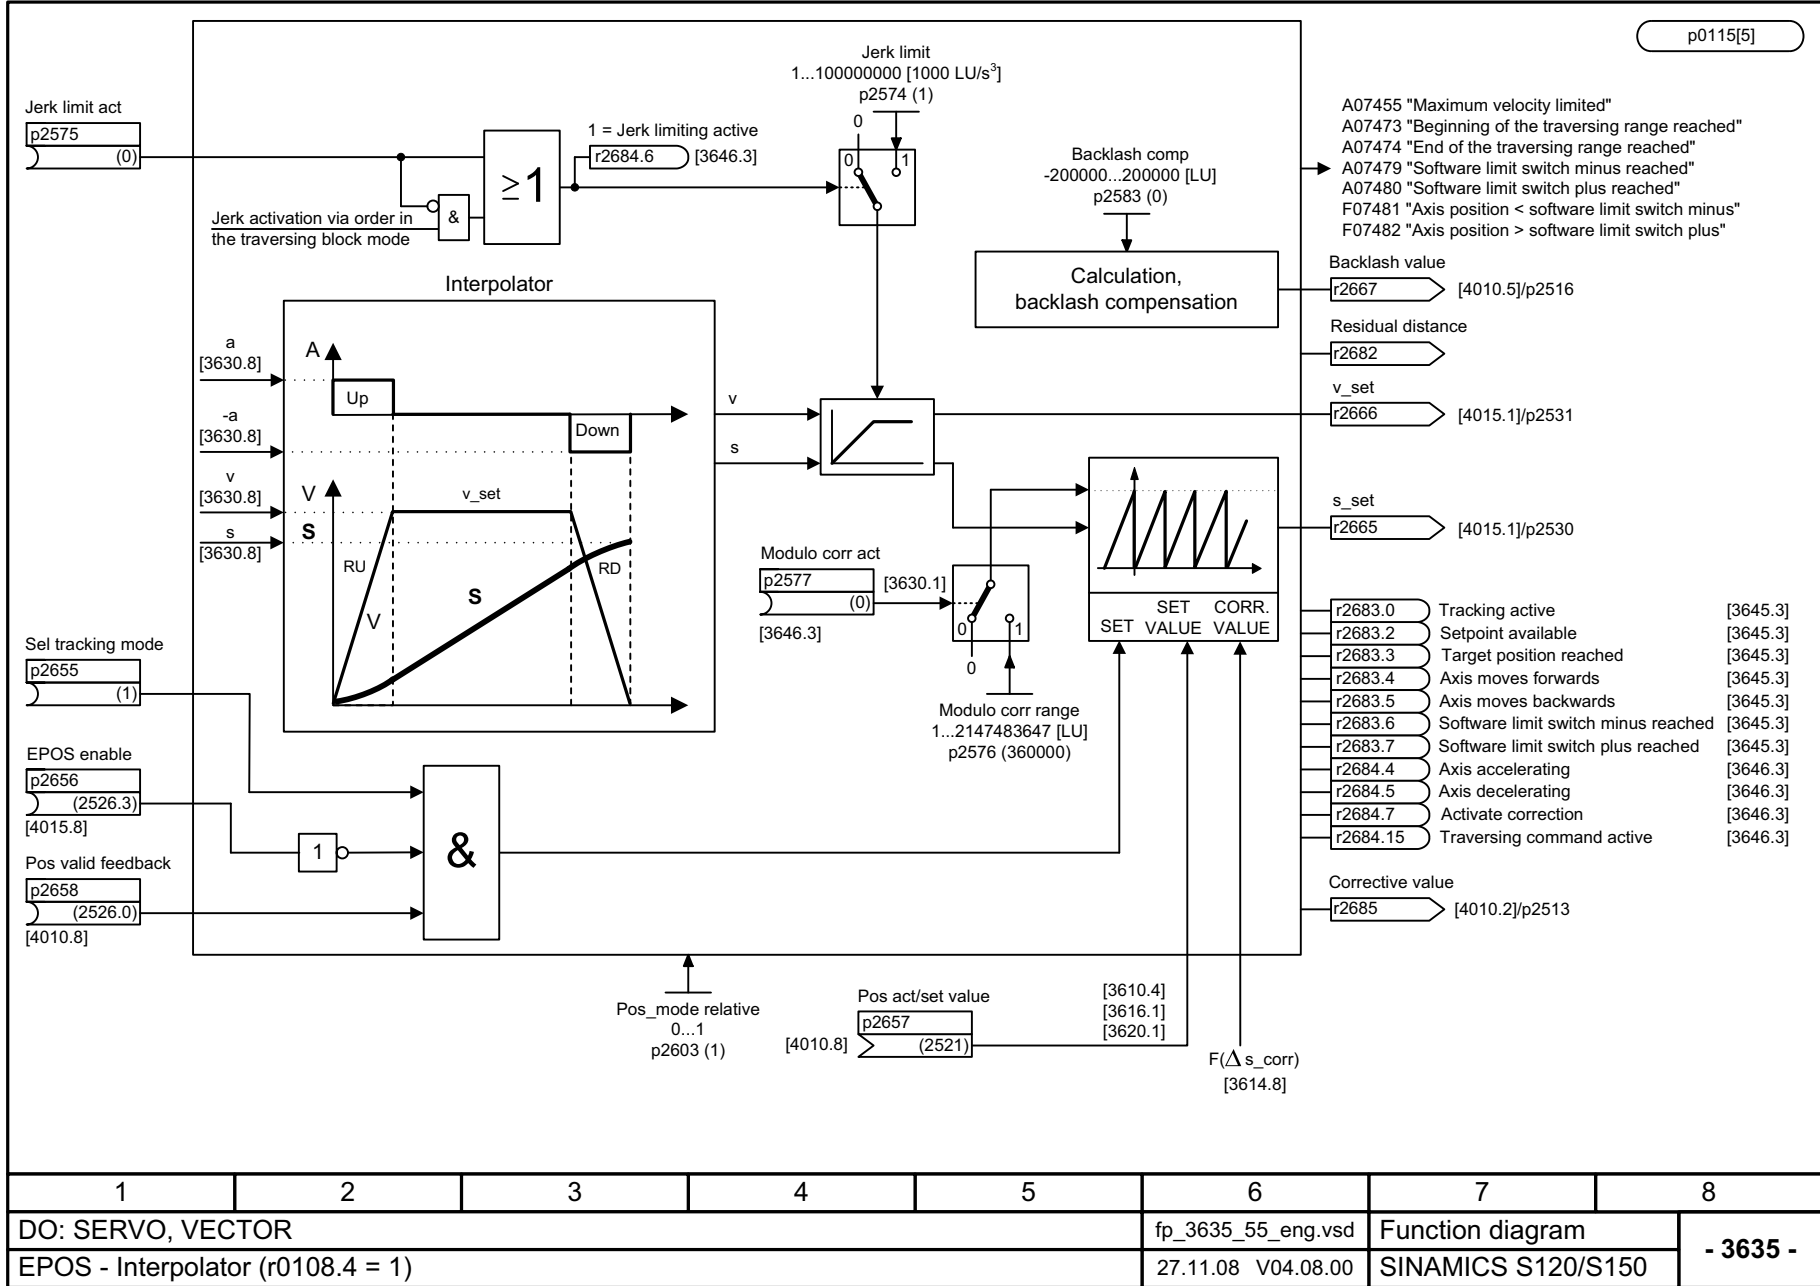 p0115[5]
Jerk limit
1...100000000 [1000 LU/s³]
p2574 (1)
0
0
1
Jerk limit act
p2575
(0)
1 = Jerk limiting active
r2684.6
[3646.3]
≥1
&
Jerk activation via order in
the traversing block mode
Backlash comp
-200000...200000 [LU]
p2583 (0)
Calculation,
backlash compensation
A07455 "Maximum velocity limited"
A07473 "Beginning of the traversing range reached"
A07474 "End of the traversing range reached"
A07479 "Software limit switch minus reached"
A07480 "Software limit switch plus reached"
F07481 "Axis position < software limit switch minus"
F07482 "Axis position > software limit switch plus"
Backlash value
r2667 [4010.5]/p2516
Residual distance
r2682
v_set
r2666 [4015.1]/p2531
s_set
r2665 [4015.1]/p2530
Interpolator
a
[3630.8]
-a
[3630.8]
v
[3630.8]
s
[3630.8]
A
Up
Down
V
S
v_set
RU
RD
S
V
v
s
Modulo corr act
p2577
(0)
[3630.1]
[3646.3]
0
1
0
Modulo corr range
1...2147483647 [LU]
p2576 (360000)
SET
SET VALUE
CORR. VALUE
r2683.0 Tracking active [3645.3]
r2683.2 Setpoint available [3645.3]
r2683.3 Target position reached [3645.3]
r2683.4 Axis moves forwards [3645.3]
r2683.5 Axis moves backwards [3645.3]
r2683.6 Software limit switch minus reached [3645.3]
r2683.7 Software limit switch plus reached [3645.3]
r2684.4 Axis accelerating [3646.3]
r2684.5 Axis decelerating [3646.3]
r2684.7 Activate correction [3646.3]
r2684.15 Traversing command active [3646.3]
Corrective value
r2685 [4010.2]/p2513
Sel tracking mode
p2655
(1)
EPOS enable
p2656
(2526.3)
[4015.8]
Pos valid feedback
p2658
(2526.0)
[4010.8]
1
&
Pos_mode relative
0...1
p2603 (1)
Pos act/set value
p2657
[4010.8] (2521)
[3610.4]
[3616.1]
[3620.1]
F(Δ s_corr)
[3614.8]
1 2 3 4 5 6 7 8
DO: SERVO, VECTOR
fp_3635_55_eng.vsd
Function diagram
- 3635 -
EPOS - Interpolator (r0108.4 = 1)
27.11.08 V04.08.00
SINAMICS S120/S150